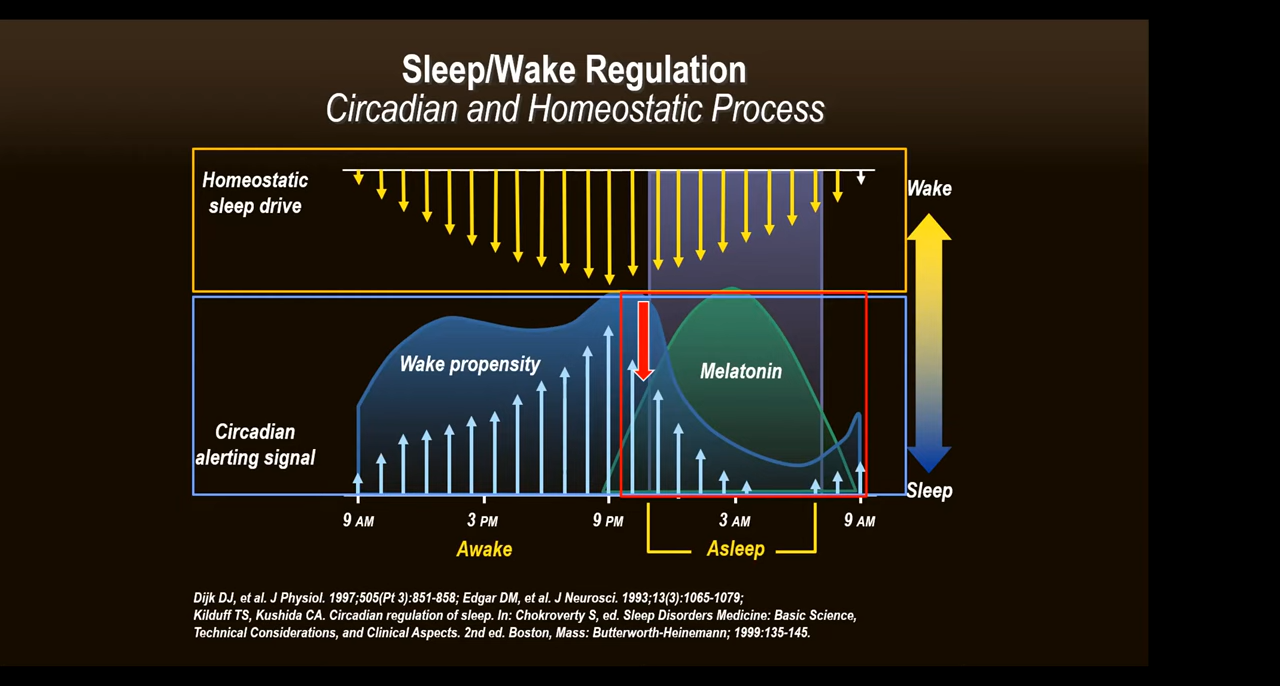 Sleep/Wake Regulation
Circadian and Homeostatic Process
Homeostatic
sleep drive
Wake
Wake propensity
Melatonin
Circadian
alerting signal
Sleep
9 AM
3 PM
9 PM
3 AM
9 AM
Awake
Asleep
Dijk DJ, et al. J Physiol. 1997;505(Pt 3):851-858; Edgar DM, et al. J Neurosci. 1993;13(3):1065-1079;
Kilduff TS, Kushida CA. Circadian regulation of sleep. In: Chokroverty S, ed. Sleep Disorders Medicine: Basic Science,
Technical Considerations, and Clinical Aspects. 2nd ed. Boston, Mass: Butterworth-Heinemann; 1999:135-145.